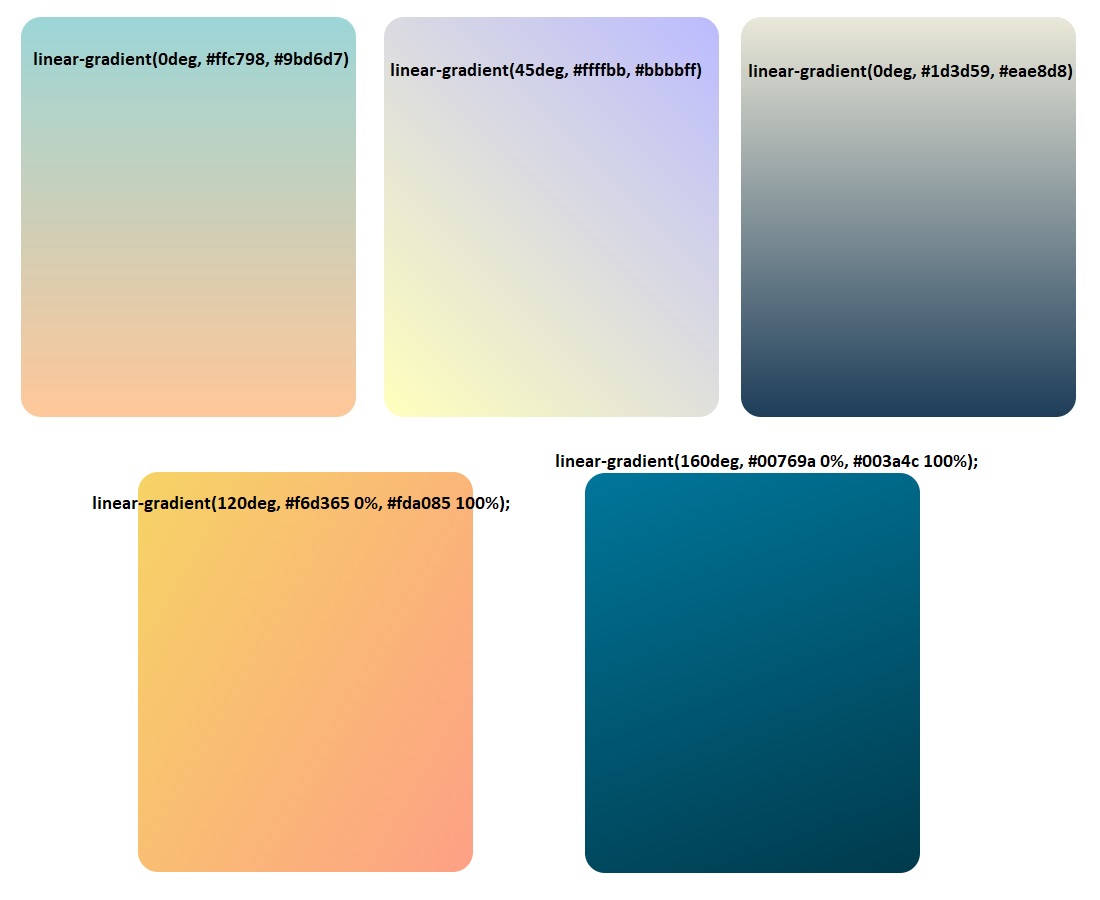 linear-gradient(0deg, #ffc798, #9bd6d7)
linear-gradient(45deg, #ffffbb, #bbbbff)
linear-gradient(0deg, #1d3d59, #eae8d8)
linear-gradient(120deg, #f6d365 0%, #fda085 100%);
linear-gradient(160deg, #00769a 0%, #003a4c 100%);